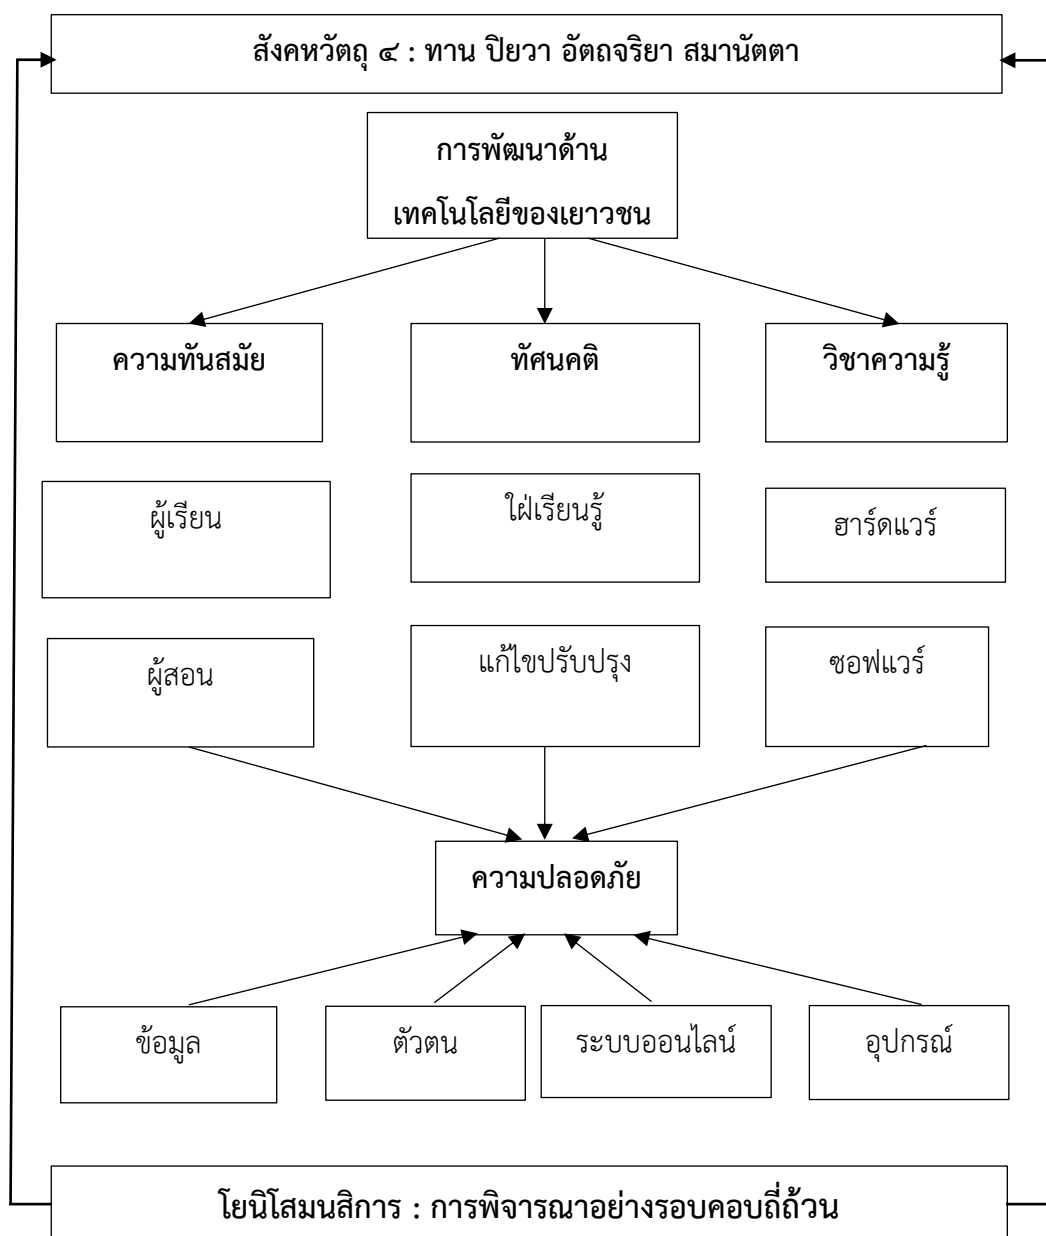 สังคหวัตถุ ๔ : ทาน ปิยวา อัตถจริยา สมานัตตา
การพัฒนาด้าน
เทคโนโลยีของเยาวชน
ความทันสมัย
ทัศนคติ
วิชาความรู้
ผู้เรียน
ใฝ่เรียนรู้
ฮาร์ดแวร์
ผู้สอน
แก้ไขปรับปรุง
ซอฟแวร์
ความปลอดภัย
ข้อมูล
ตัวตน
ระบบออนไลน์
อุปกรณ์
โยนิโสมนสิการ : การพิจารณาอย่างรอบคอบถี่ถ้วน